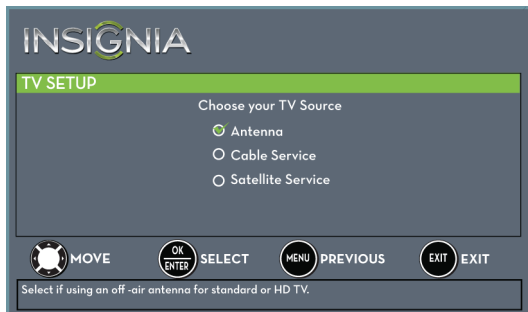 INSIGNIA
TV SETUP
Choose your TV Source
Antenna
Cable Service
Satellite Service
MOVE OK ENTER SELECT MENU PREVIOUS EXIT EXIT
Select if using an off -air antenna for standard or HD TV.